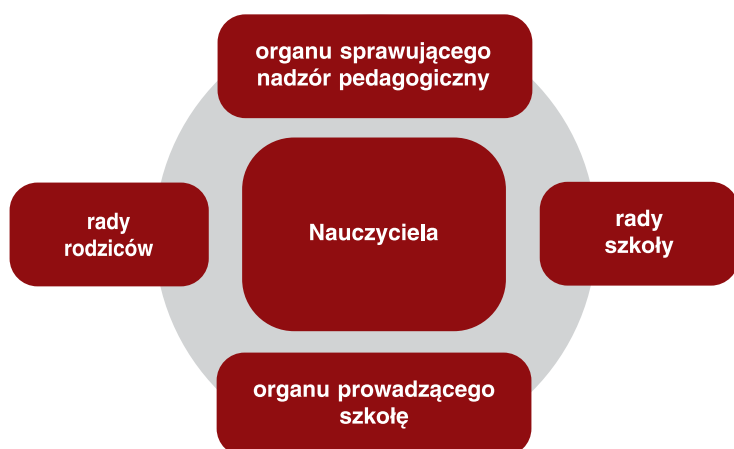 organu sprawującego
nadzór pedagogiczny
rady
rodziców
Nauczyciela
rady
szkoły
organu prowadzącego
szkołę